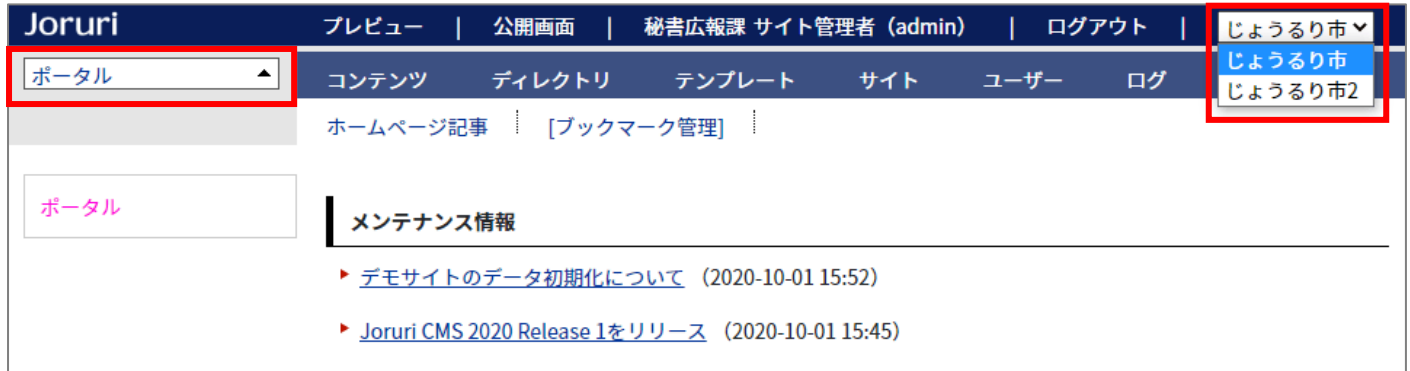 Joruri プレビュー | 公開画面 | 秘書広報課 サイト管理者（admin） | ログアウト | じょうるり市
じょうるり市
じょうるり市2
ポータル コンテンツ ディレクトリ テンプレート サイト ユーザー ログ
ホームページ記事 [ブックマーク管理]
ポータル
メンテナンス情報
デモサイトのデータ初期化について （2020-10-01 15:52）
Joruri CMS 2020 Release 1をリリース （2020-10-01 15:45）